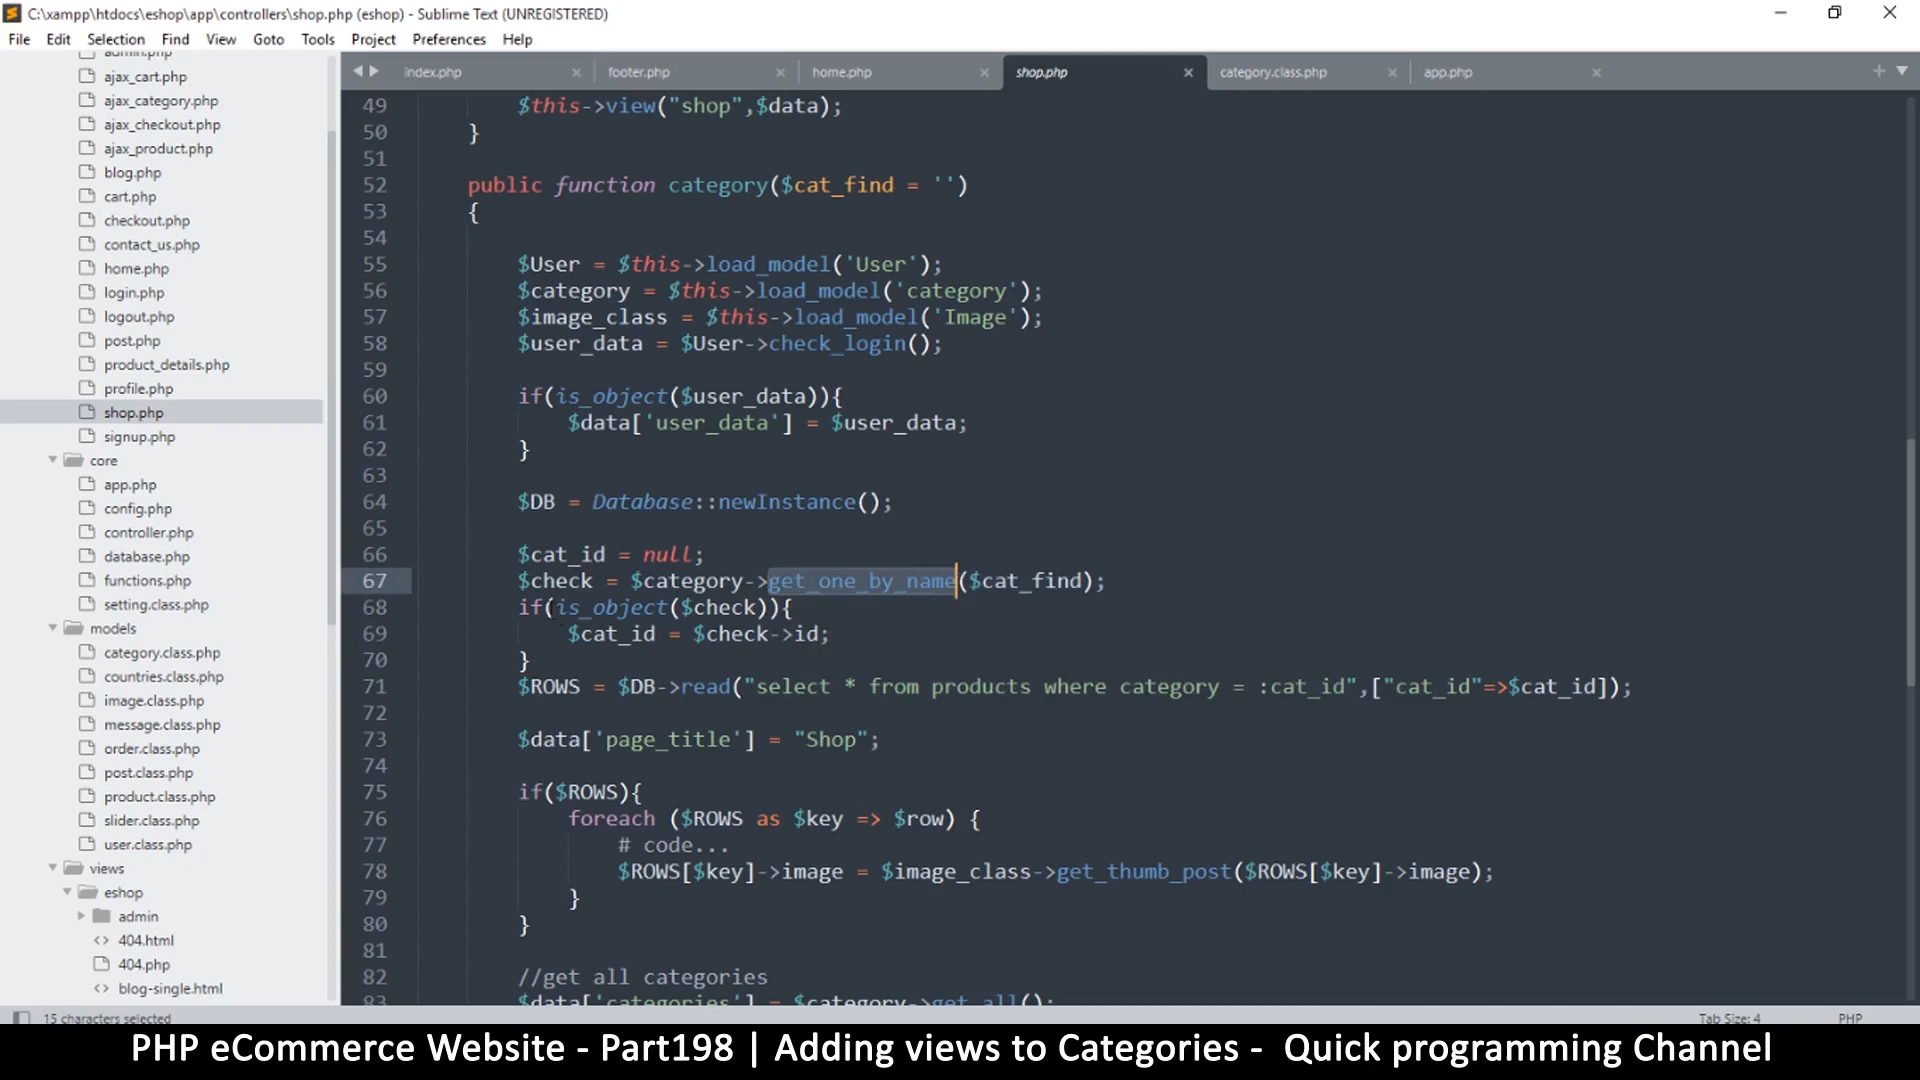 C:\xampp\htdocs\eshop\app\controllers\shop.php (eshop) - Sublime Text (UNREGISTERED)
File Edit Selection Find View Goto Tools Project Preferences Help
index.php footer.php home.php shop.php category.class.php app.php
admin.php
ajax_cart.php
ajax_category.php
ajax_checkout.php
ajax_product.php
blog.php
cart.php
checkout.php
contact_us.php
home.php
login.php
logout.php
post.php
product_details.php
profile.php
shop.php
signup.php
core
app.php
config.php
controller.php
database.php
functions.php
setting.class.php
models
category.class.php
countries.class.php
image.class.php
message.class.php
order.class.php
post.class.php
product.class.php
slider.class.php
user.class.php
views
eshop
admin
404.html
404.php
blog-single.html
49 $this->view("shop",$data);
50 }
51
52 public function category($cat_find = '')
53 {
54
55 $User = $this->load_model('User');
56 $category = $this->load_model('category');
57 $image_class = $this->load_model('Image');
58 $user_data = $User->check_login();
59
60 if(is_object($user_data)){
61 $data['user_data'] = $user_data;
62 }
63
64 $DB = Database::newInstance();
65
66 $cat_id = null;
67 $check = $category->get_one_by_name($cat_find);
68 if(is_object($check)){
69 $cat_id = $check->id;
70 }
71 $ROWS = $DB->read("select * from products where category = :cat_id",["cat_id"=>$cat_id]);
72
73 $data['page_title'] = "Shop";
74
75 if($ROWS){
76 foreach ($ROWS as $key => $row) {
77 # code...
78 $ROWS[$key]->image = $image_class->get_thumb_post($ROWS[$key]->image);
79 }
80 }
81
82 //get all categories
83 $data['categories'] = $category->get_all();
15 characters selected Tab Size: 4 PHP
PHP eCommerce Website - Part198 | Adding views to Categories - Quick programming Channel